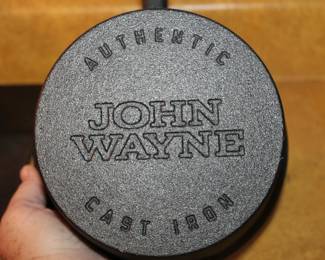 AUTHENTIC
JOHN
WAYNE
CAST IRON